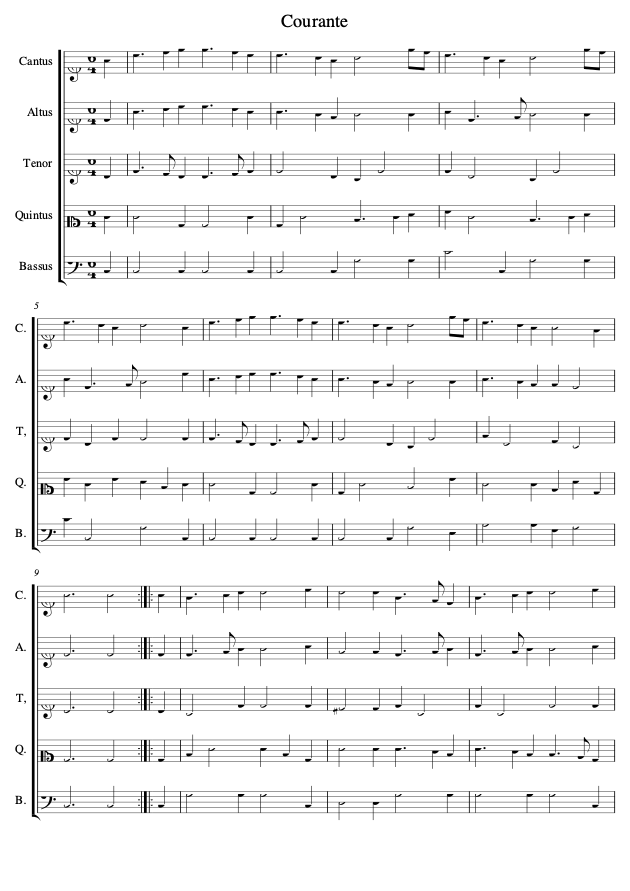 Courante
Cantus
Altus
Tenor
Quintus
Bassus
5
C.
A.
T,
Q.
B.
9
C.
A.
T,
Q.
B.